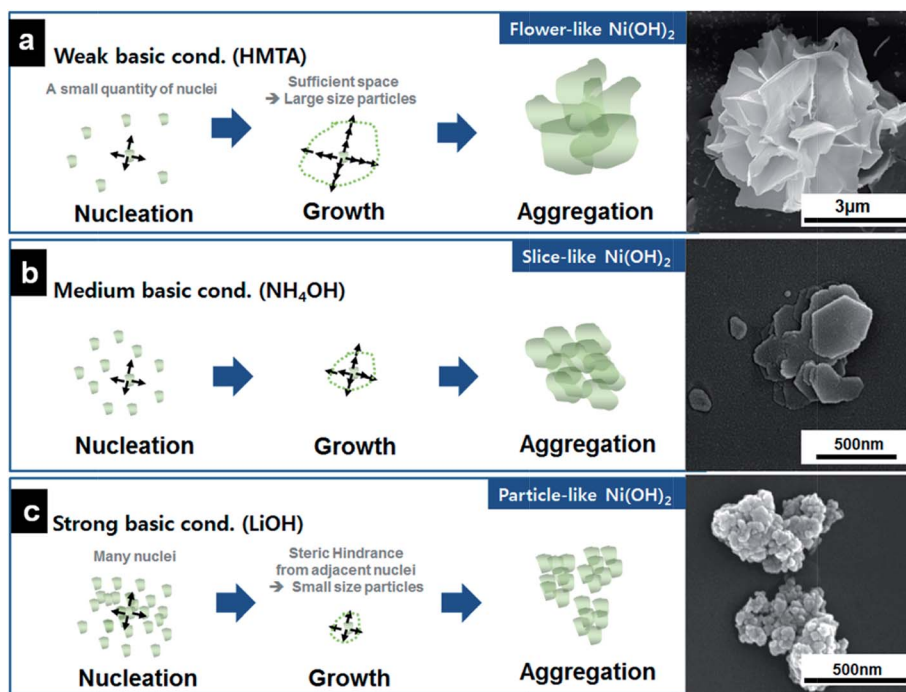 a
Flower-like Ni(OH)2
Weak basic cond. (HMTA)
A small quantity of nuclei
Sufficient space
➔ Large size particles
Nucleation
Growth
Aggregation
3μm
b
Slice-like Ni(OH)2
Medium basic cond. (NH4OH)
Nucleation
Growth
Aggregation
500nm
c
Particle-like Ni(OH)2
Strong basic cond. (LiOH)
Many nuclei
Steric Hindrance
from adjacent nuclei
➔ Small size particles
Nucleation
Growth
Aggregation
500nm